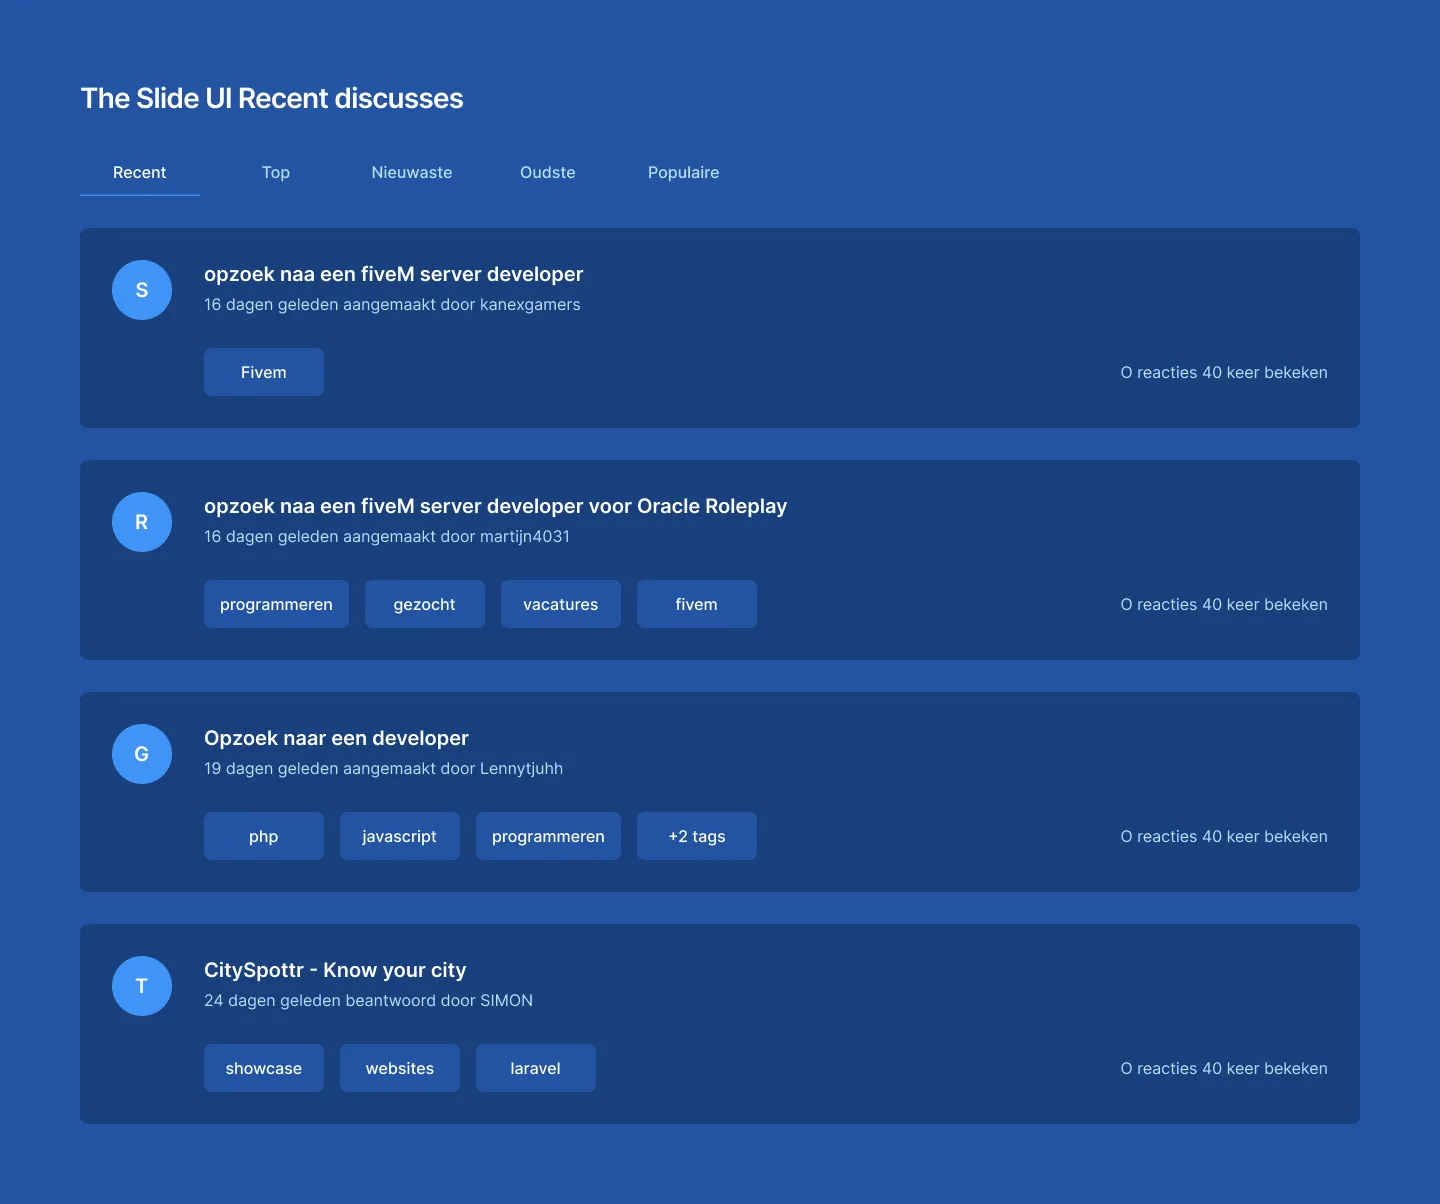 The Slide UI Recent discusses
Recent Top Nieuwaste Oudste Populaire
S
opzoek naa een fiveM server developer
16 dagen geleden aangemaakt door kanexgamers
Fivem
O reacties 40 keer bekeken
R
opzoek naa een fiveM server developer voor Oracle Roleplay
16 dagen geleden aangemaakt door martijn4031
programmeren gezocht vacatures fivem
O reacties 40 keer bekeken
G
Opzoek naar een developer
19 dagen geleden aangemaakt door Lennytjuhh
php javascript programmeren +2 tags
O reacties 40 keer bekeken
T
CitySpottr - Know your city
24 dagen geleden beantwoord door SIMON
showcase websites laravel
O reacties 40 keer bekeken